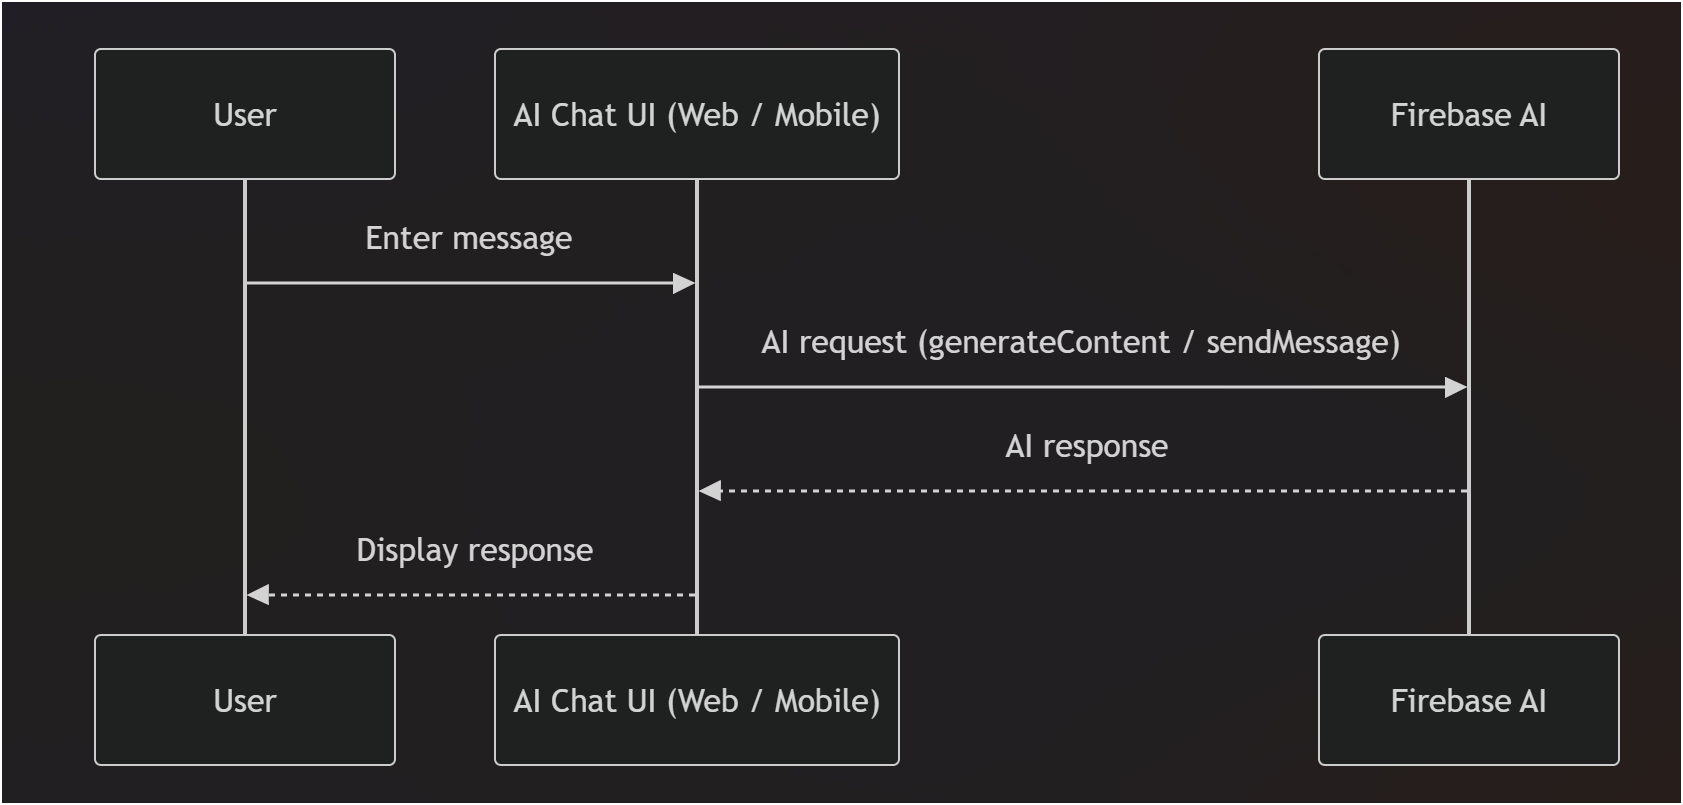 User
AI Chat UI (Web / Mobile)
Firebase AI
Enter message
AI request (generateContent / sendMessage)
AI response
Display response
User
AI Chat UI (Web / Mobile)
Firebase AI